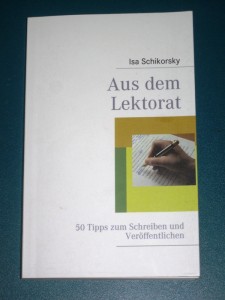 Isa Schikorsky
Aus dem
Lektorat
50 Tipps zum Schreiben und
Veröffentlichen